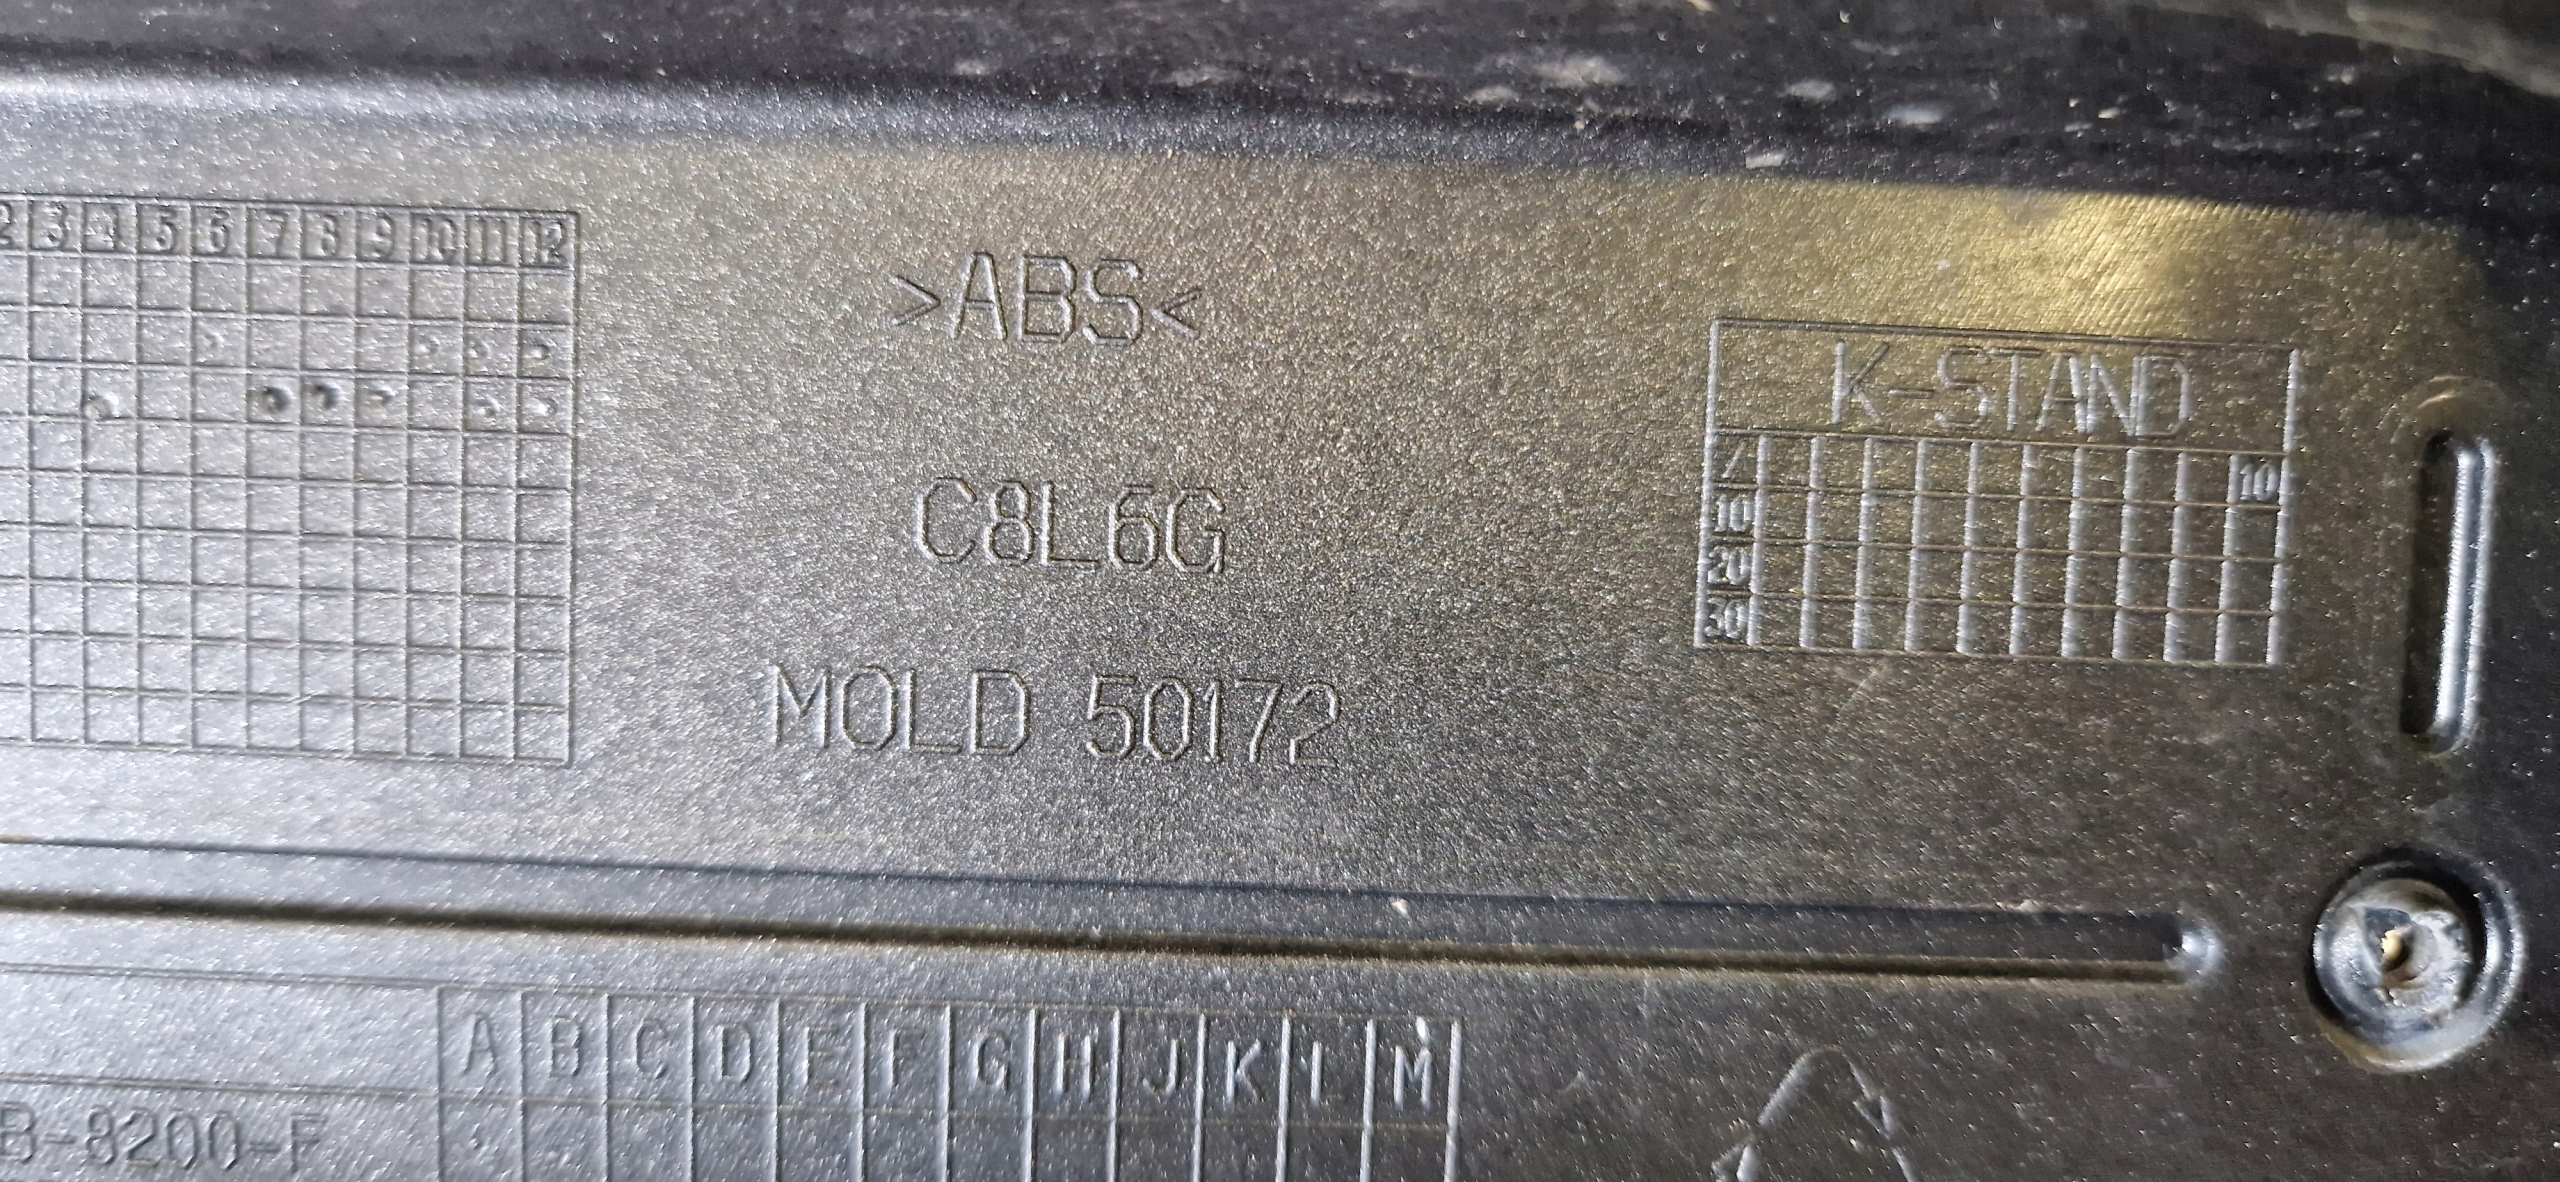 2 3 4 5 6 7 8 9 10 11 12
>ABS<
C8L6G
MOLD 50172
K-STAND
1 10
10
20
30
A B C D E F G H J K L M
B-8200-F